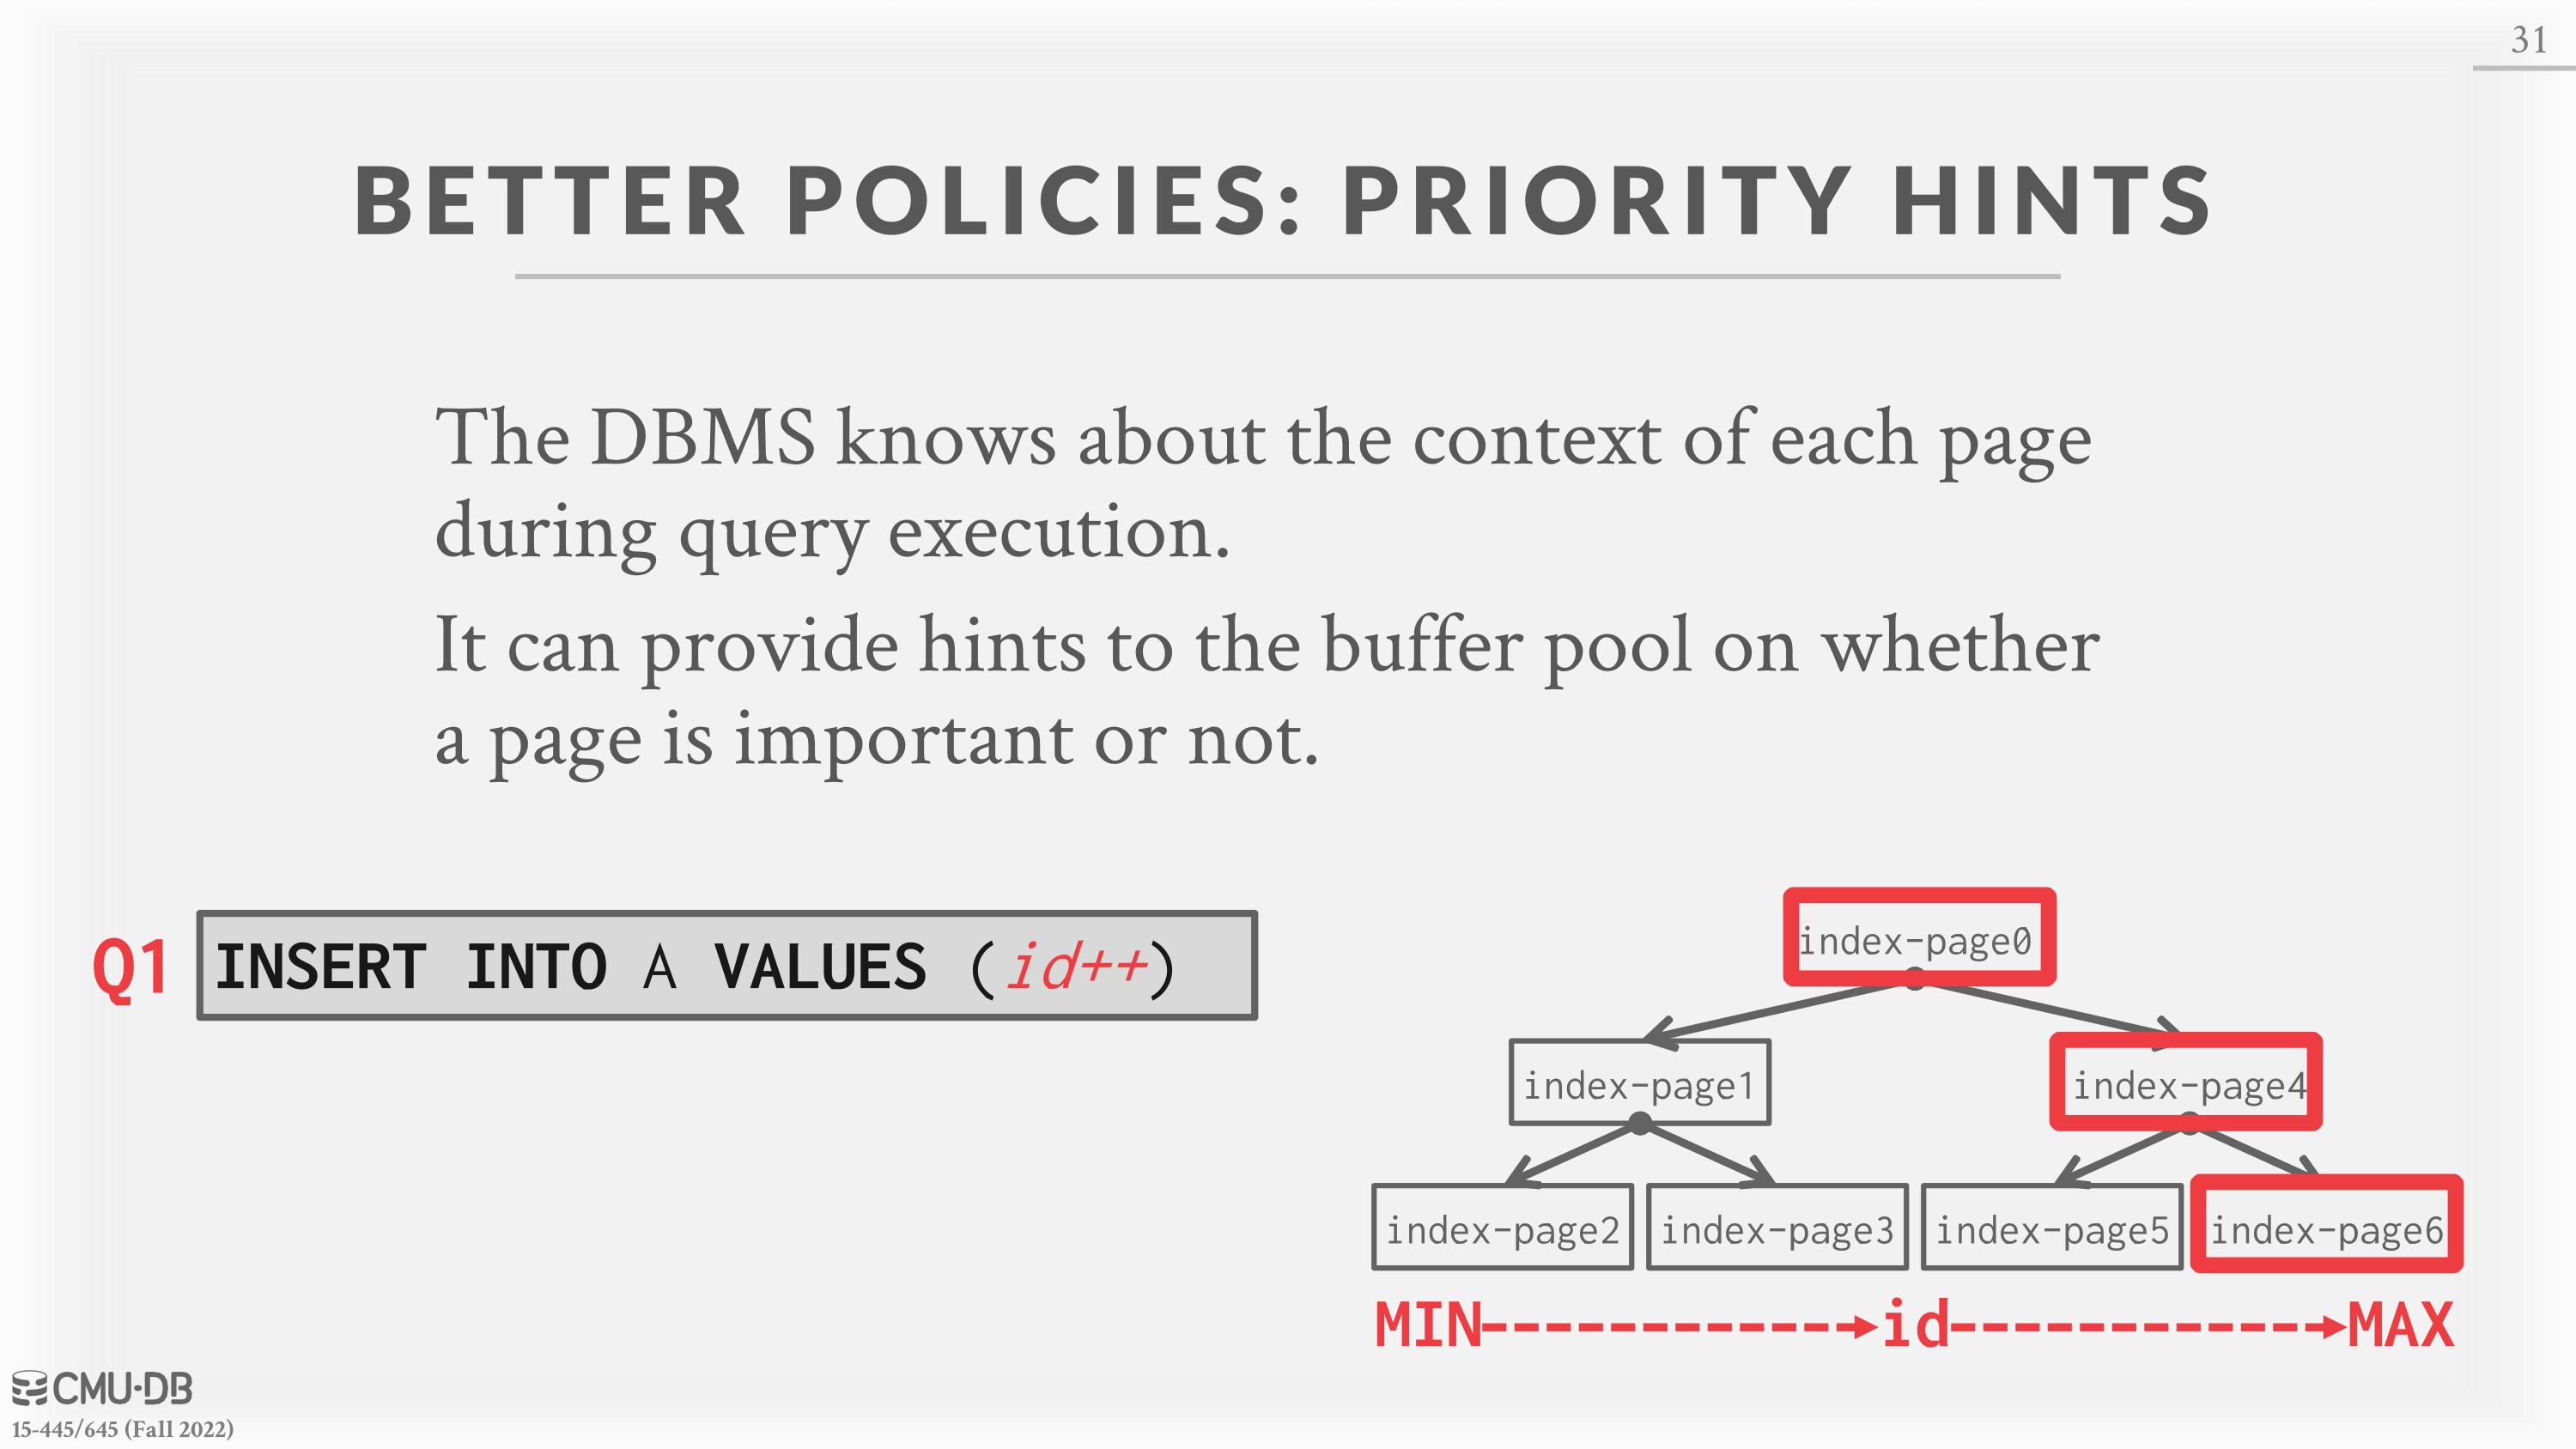 31
BETTER POLICIES: PRIORITY HINTS
The DBMS knows about the context of each page
during query execution.
It can provide hints to the buffer pool on whether
a page is important or not.
Q1 INSERT INTO A VALUES (id++)
index-page0
index-page1 index-page4
index-page2 index-page3 index-page5 index-page6
MIN id MAX
CMU·DB
15-445/645 (Fall 2022)